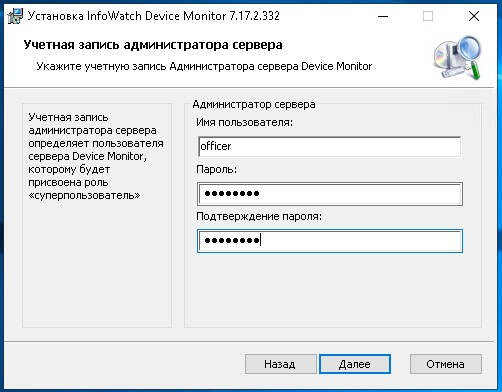 Установка InfoWatch Device Monitor 7.17.2.332
Учетная запись администратора сервера
Укажите учетную запись Администратора сервера Device Monitor
Учетная запись
администратора сервера
определяет пользователя
сервера Device Monitor,
которому будет
присвоена роль
«суперпользователь»
Администратор сервера
Имя пользователя:
officer
Пароль:
●●●●●●●●
Подтверждение пароля:
●●●●●●●●
Назад
Далее
Отмена